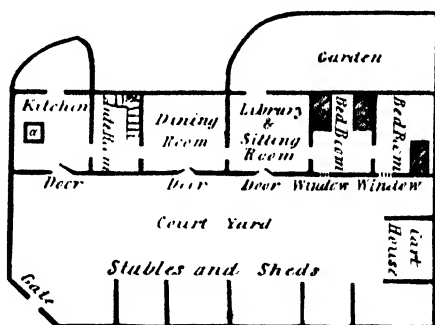 Garden
Kitchin
a
Dining
Room
Library
&
Sitting
Room
Bed Room
Bed Room
Door
Door
Door
Window
Window
Court Yard
Cart
House
Stables and Sheds
Gate